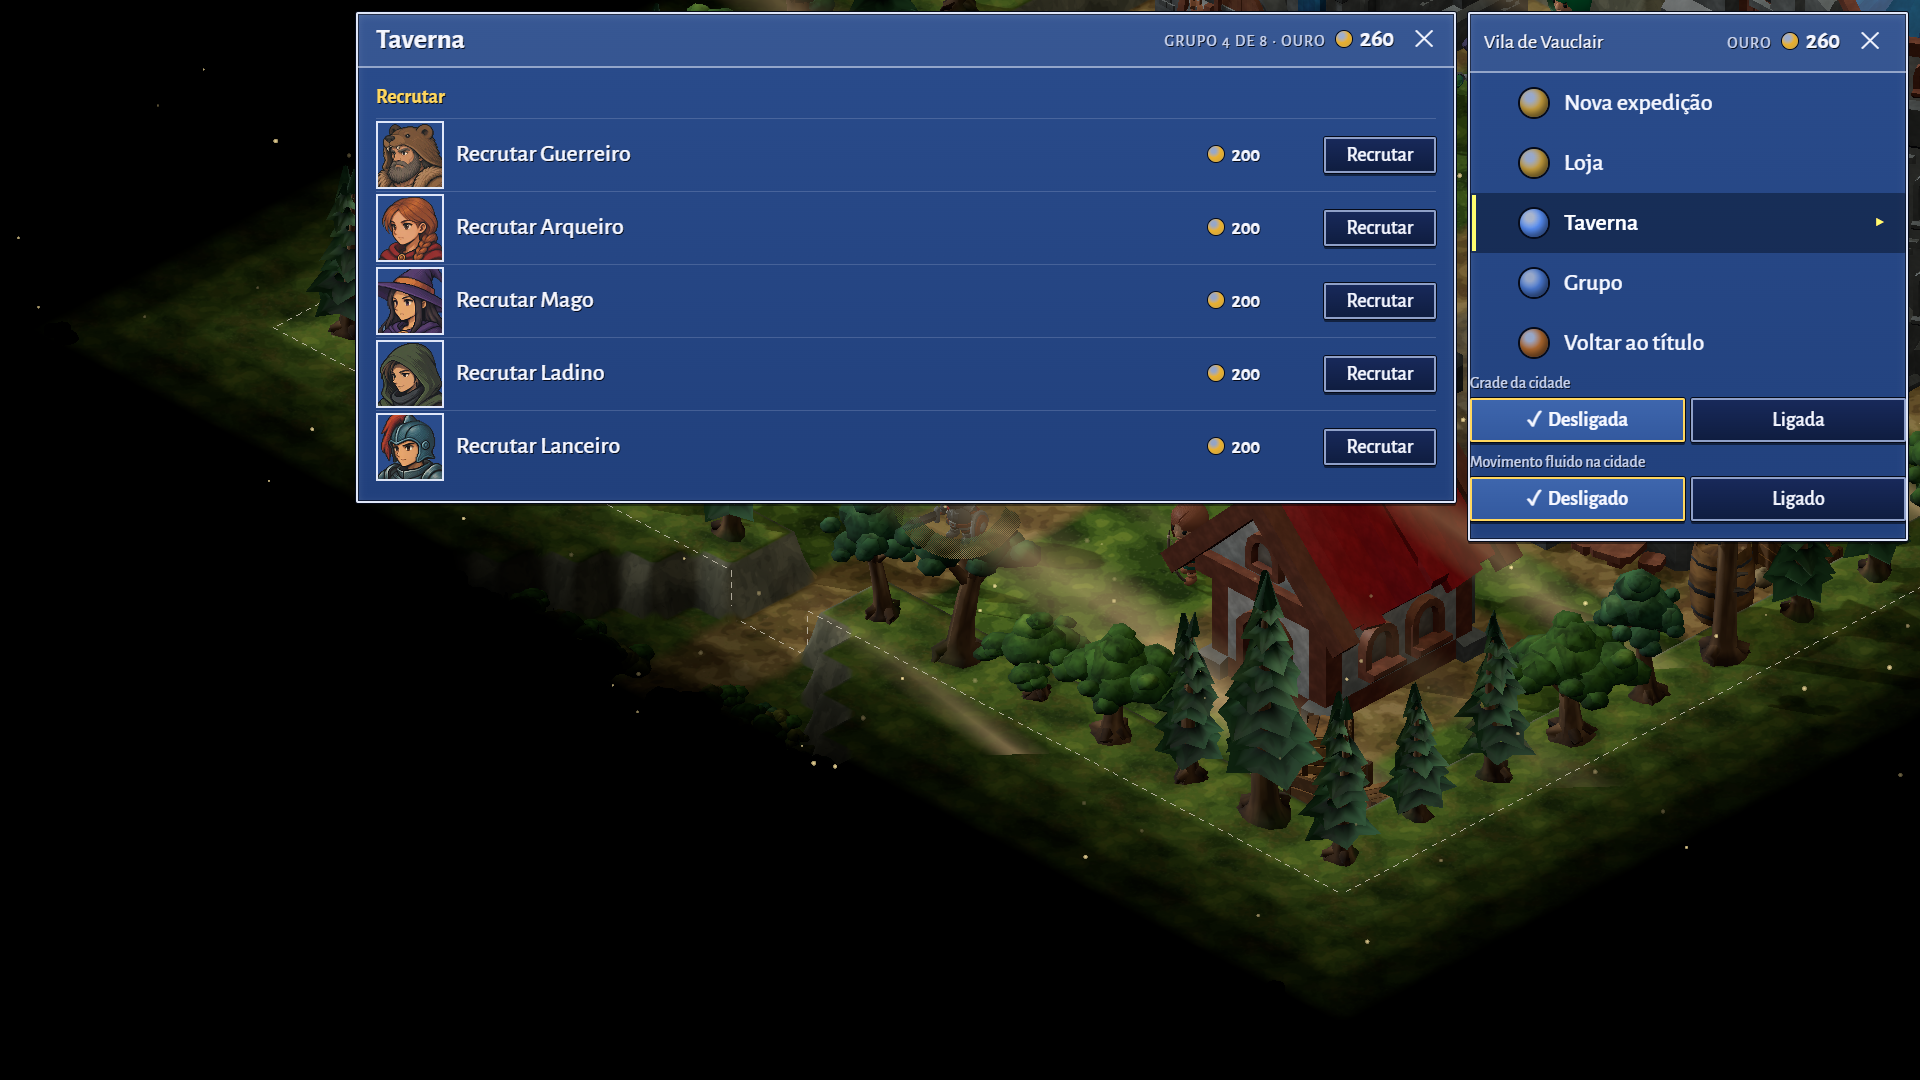 Taverna
GRUPO 4 DE 8 · OURO 260
Recrutar
Recrutar Guerreiro 200 Recrutar
Recrutar Arqueiro 200 Recrutar
Recrutar Mago 200 Recrutar
Recrutar Ladino 200 Recrutar
Recrutar Lanceiro 200 Recrutar
Vila de Vauclair OURO 260
Nova expedição
Loja
Taverna
Grupo
Voltar ao título
Grade da cidade
✓ Desligada Ligada
Movimento fluido na cidade
✓ Desligado Ligado